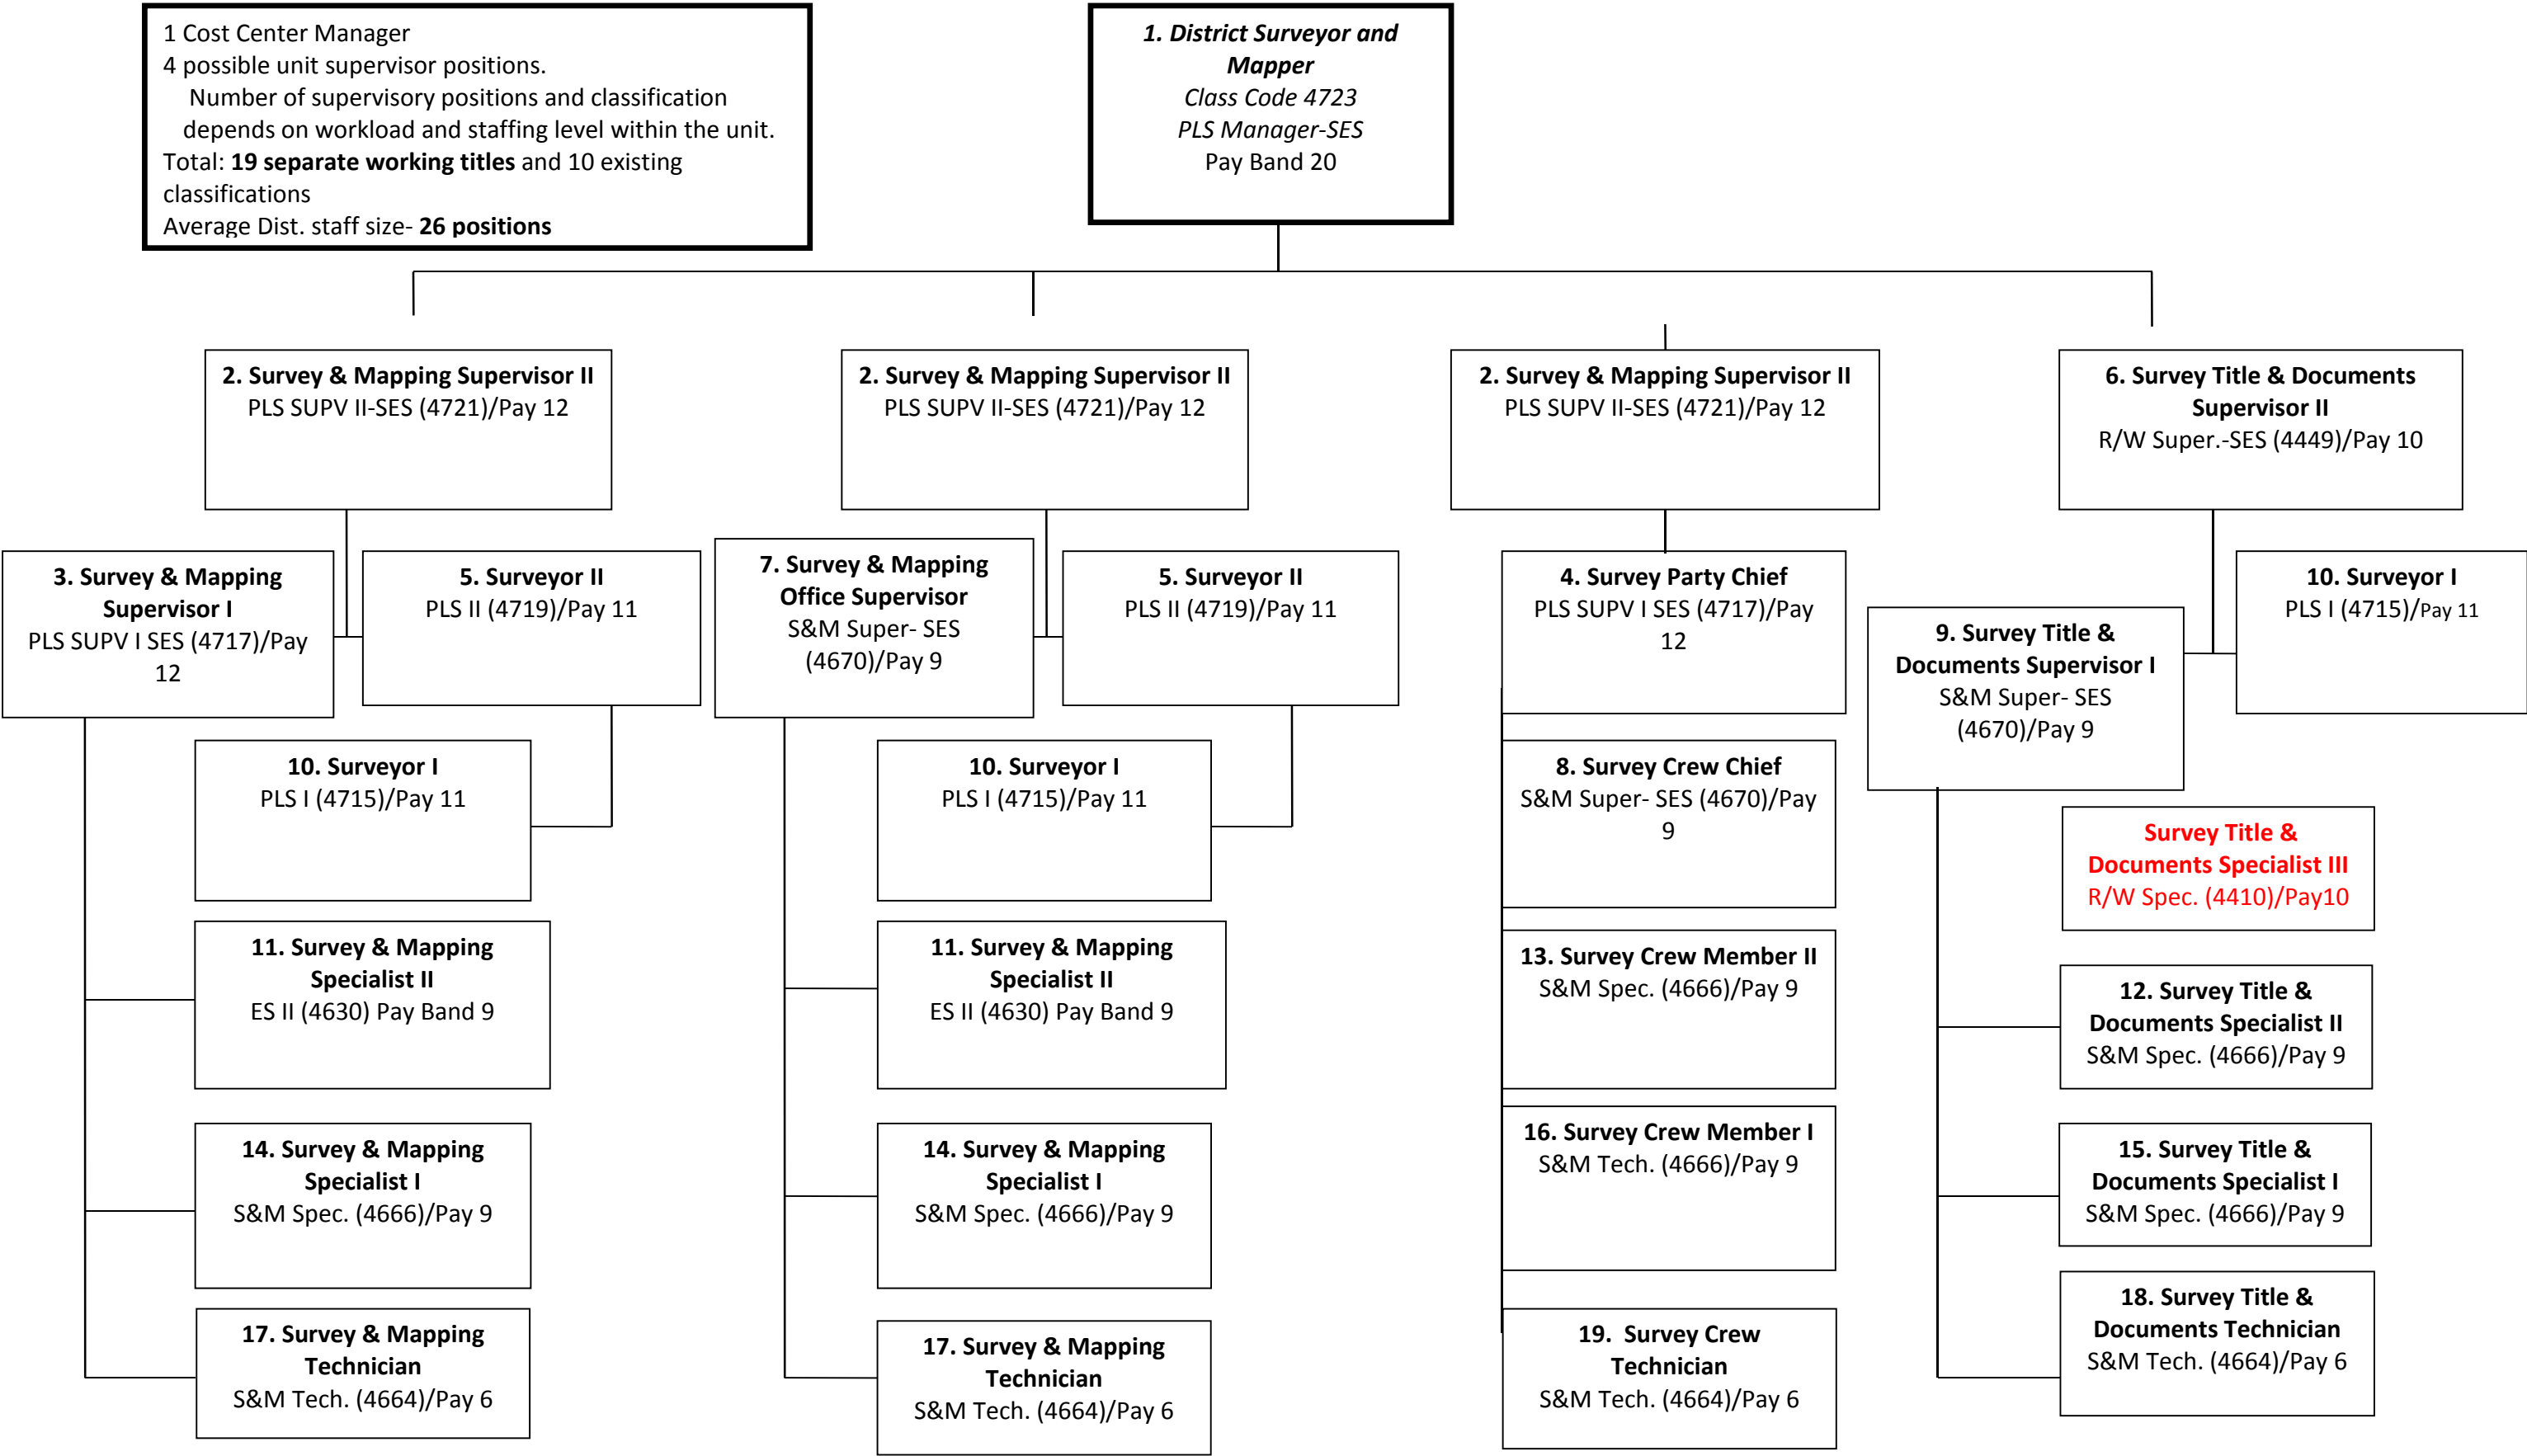 1 Cost Center Manager
4 possible unit supervisor positions.
Number of supervisory positions and classification
depends on workload and staffing level within the unit.
Total: 19 separate working titles and 10 existing
classifications
Average Dist. staff size- 26 positions
1. District Surveyor and
Mapper
Class Code 4723
PLS Manager-SES
Pay Band 20
2. Survey & Mapping Supervisor II
PLS SUPV II-SES (4721)/Pay 12
2. Survey & Mapping Supervisor II
PLS SUPV II-SES (4721)/Pay 12
2. Survey & Mapping Supervisor II
PLS SUPV II-SES (4721)/Pay 12
6. Survey Title & Documents
Supervisor II
R/W Super.-SES (4449)/Pay 10
3. Survey & Mapping
Supervisor I
PLS SUPV I SES (4717)/Pay
12
5. Surveyor II
PLS II (4719)/Pay 11
7. Survey & Mapping
Office Supervisor
S&M Super- SES
(4670)/Pay 9
5. Surveyor II
PLS II (4719)/Pay 11
4. Survey Party Chief
PLS SUPV I SES (4717)/Pay
12
9. Survey Title &
Documents Supervisor I
S&M Super- SES
(4670)/Pay 9
10. Surveyor I
PLS I (4715)/Pay 11
10. Surveyor I
PLS I (4715)/Pay 11
10. Surveyor I
PLS I (4715)/Pay 11
8. Survey Crew Chief
S&M Super- SES (4670)/Pay
9
Survey Title &
Documents Specialist III
R/W Spec. (4410)/Pay10
11. Survey & Mapping
Specialist II
ES II (4630) Pay Band 9
11. Survey & Mapping
Specialist II
ES II (4630) Pay Band 9
13. Survey Crew Member II
S&M Spec. (4666)/Pay 9
12. Survey Title &
Documents Specialist II
S&M Spec. (4666)/Pay 9
14. Survey & Mapping
Specialist I
S&M Spec. (4666)/Pay 9
14. Survey & Mapping
Specialist I
S&M Spec. (4666)/Pay 9
16. Survey Crew Member I
S&M Tech. (4666)/Pay 9
15. Survey Title &
Documents Specialist I
S&M Spec. (4666)/Pay 9
17. Survey & Mapping
Technician
S&M Tech. (4664)/Pay 6
17. Survey & Mapping
Technician
S&M Tech. (4664)/Pay 6
19. Survey Crew
Technician
S&M Tech. (4664)/Pay 6
18. Survey Title &
Documents Technician
S&M Tech. (4664)/Pay 6